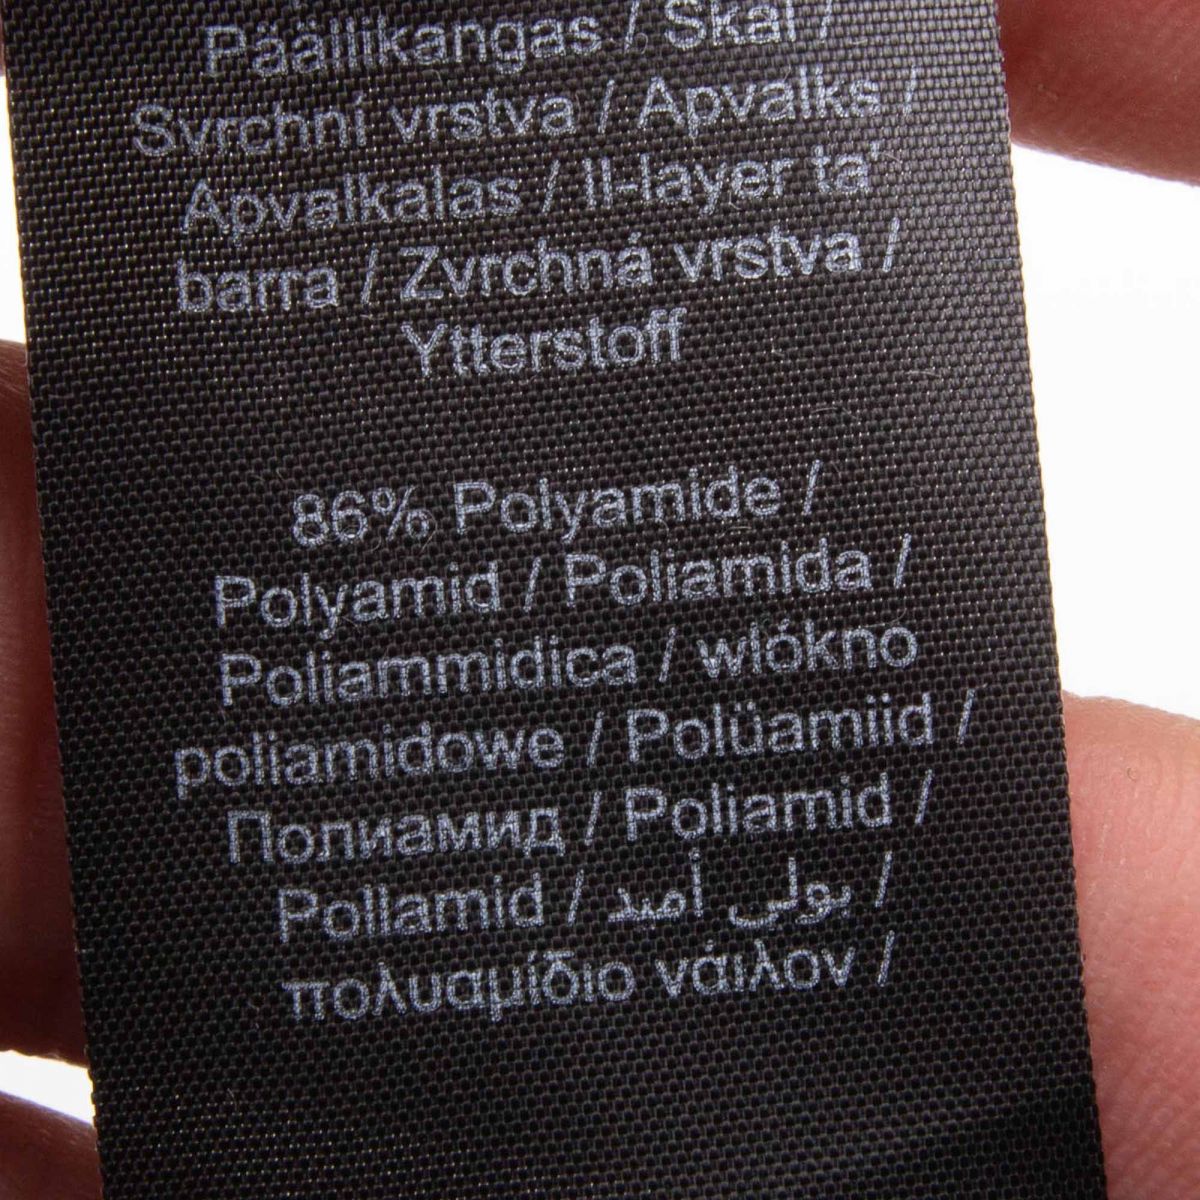 Päällikangas / Skal /
Svrchní vrstva / Apvalks /
Apvalkalas / Il-layer ta'
barra / Zvrchná vrstva /
Ytterstoff
86% Polyamide /
Polyamid / Poliamida /
Poliammidica / włókno
poliamidowe / Polüamiid /
Полиамид / Poliamid /
Poliamid / بولي أميد /
πολυαμίδιο νάιλον /